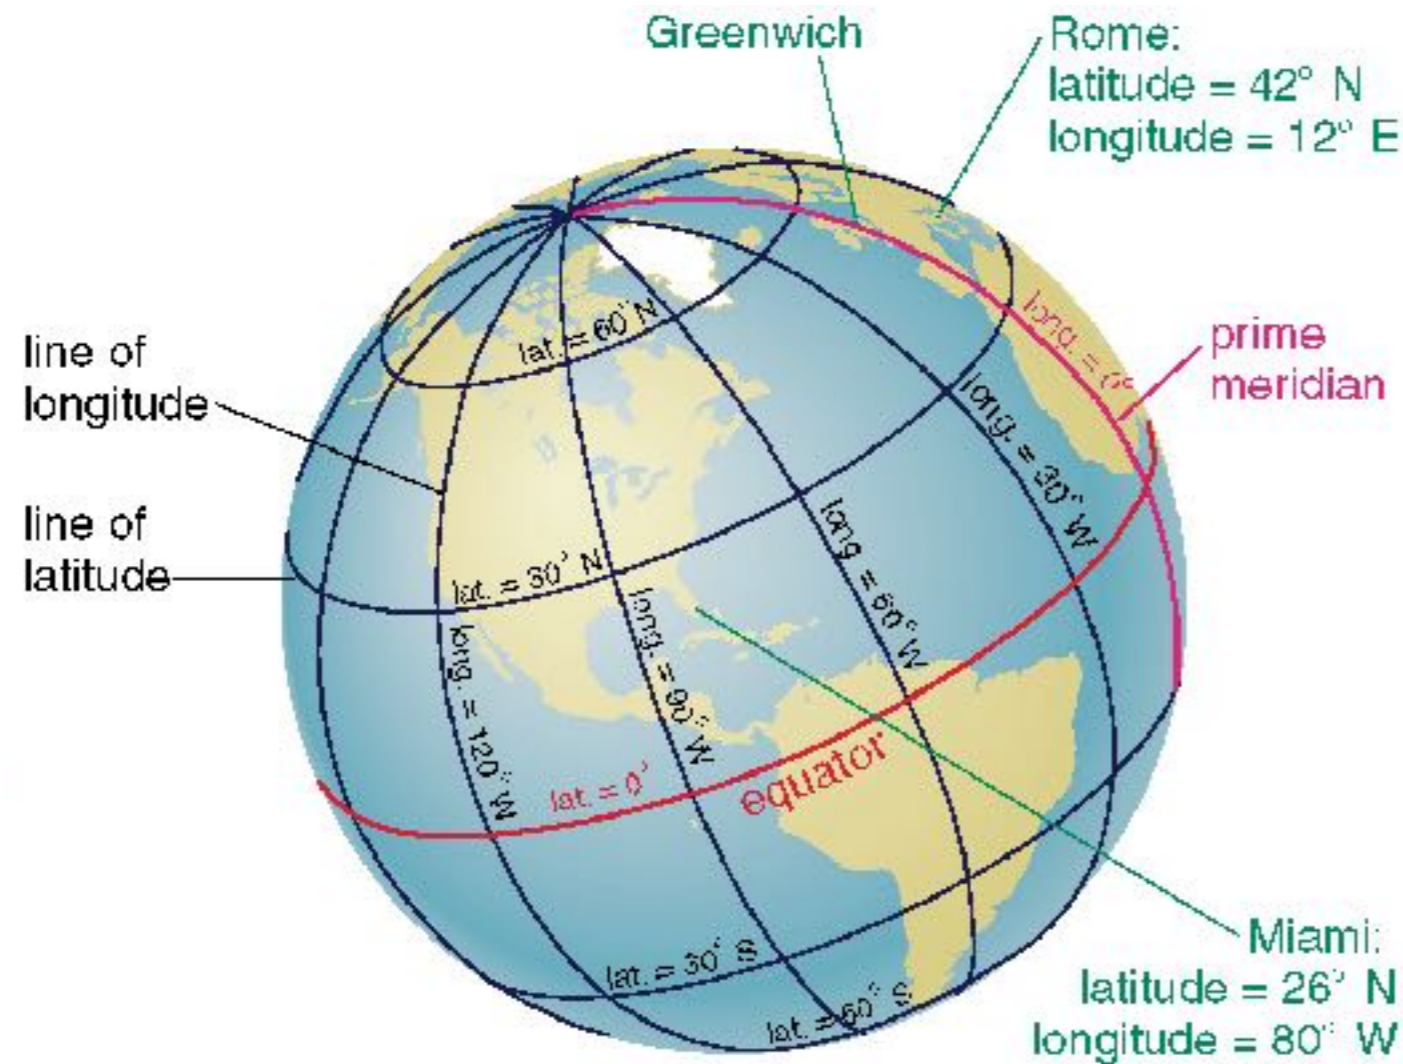 Greenwich
Rome:
latitude = 42° N
longitude = 12° E
line of
longitude
lat. = 60° N
long. = 0°
prime
meridian
line of
latitude
long. = 30° W
lat. = 30° N
long. = 60° W
long. = 90° W
long. = 120° W
lat. = 0°
equator
lat. = 30° S
lat. = 60° S
Miami:
latitude = 26° N
longitude = 80° W